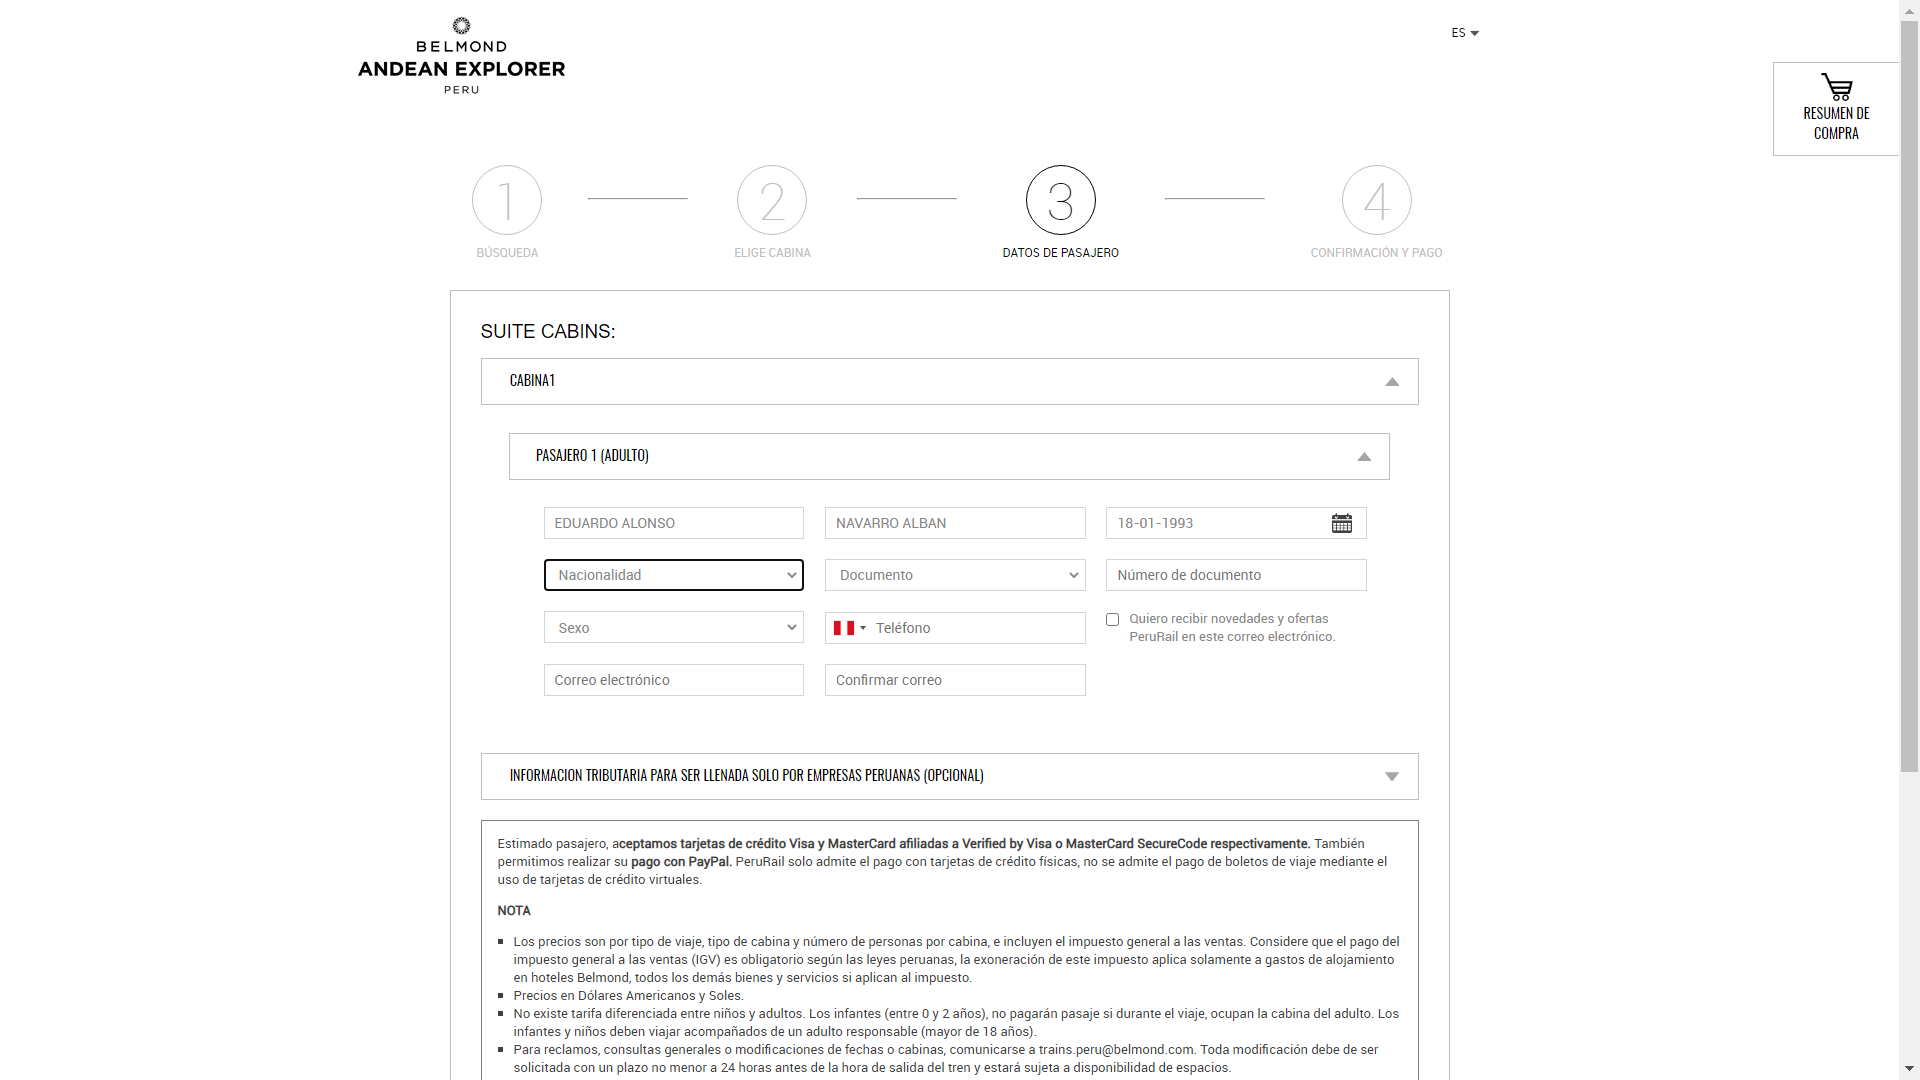 BELMOND
ANDEAN EXPLORER
PERU
ES
RESUMEN DE
COMPRA
1
2
3
4
BÚSQUEDA
ELIGE CABINA
DATOS DE PASAJERO
CONFIRMACIÓN Y PAGO
SUITE CABINS:
CABINA1
PASAJERO 1 (ADULTO)
EDUARDO ALONSO
NAVARRO ALBAN
18-01-1993
Nacionalidad
Documento
Número de documento
Sexo
Teléfono
Quiero recibir novedades y ofertas
PeruRail en este correo electrónico.
Correo electrónico
Confirmar correo
INFORMACION TRIBUTARIA PARA SER LLENADA SOLO POR EMPRESAS PERUANAS (OPCIONAL)
Estimado pasajero, aceptamos tarjetas de crédito Visa y MasterCard afiliadas a Verified by Visa o MasterCard SecureCode respectivamente. También
permitimos realizar su pago con PayPal. PeruRail solo admite el pago con tarjetas de crédito físicas, no se admite el pago de boletos de viaje mediante el
uso de tarjetas de crédito virtuales.
NOTA
Los precios son por tipo de viaje, tipo de cabina y número de personas por cabina, e incluyen el impuesto general a las ventas. Considere que el pago del
impuesto general a las ventas (IGV) es obligatorio según las leyes peruanas, la exoneración de este impuesto aplica solamente a gastos de alojamiento
en hoteles Belmond, todos los demás bienes y servicios si aplican al impuesto.
Precios en Dólares Americanos y Soles.
No existe tarifa diferenciada entre niños y adultos. Los infantes (entre 0 y 2 años), no pagarán pasaje si durante el viaje, ocupan la cabina del adulto. Los
infantes y niños deben viajar acompañados de un adulto responsable (mayor de 18 años).
Para reclamos, consultas generales o modificaciones de fechas o cabinas, comunicarse a trains.peru@belmond.com. Toda modificación debe de ser
solicitada con un plazo no menor a 24 horas antes de la hora de salida del tren y estará sujeta a disponibilidad de espacios.